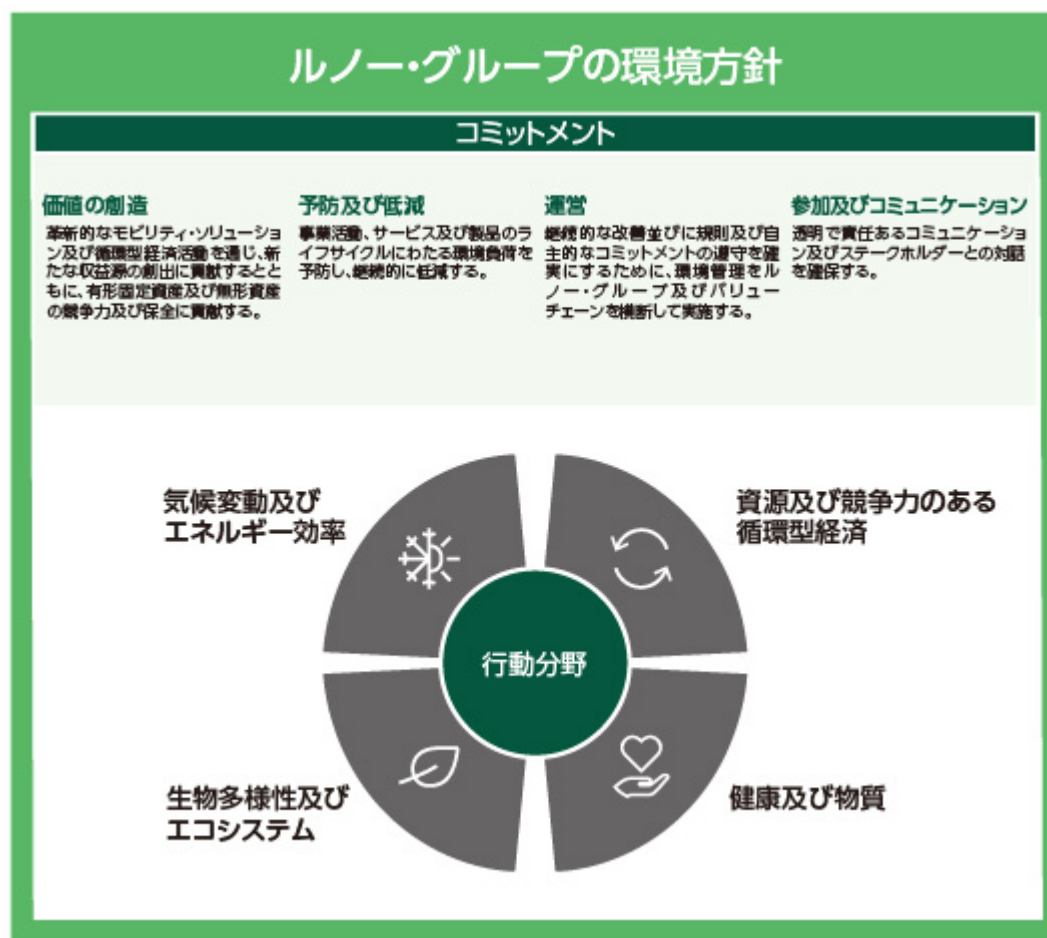 ルノー・グループの環境方針
コミットメント
価値の創造
革新的なモビリティ・ソリューショ
ン及び循環型経済活動を通じ、新
たな収益源の創出に貢献するとと
もに、有形固定資産及び無形資産
の競争力及び保全に貢献する。
予防及び低減
事業活動、サービス及び製品のラ
イフサイクルにわたる環境負荷を
予防し、継続的に低減する。
運営
継続的な改善並びに規則及び自
主的なコミットメントの遵守を確
実にするために、環境管理をル
ノー・グループ及びバリュー
チェーンを横断して実施する。
参加及びコミュニケーション
透明で責任あるコミュニケーショ
ン及びステークホルダーとの対話
を確保する。
気候変動及び
エネルギー効率
資源及び競争力のある
循環型経済
行動分野
生物多様性及び
エコシステム
健康及び物質